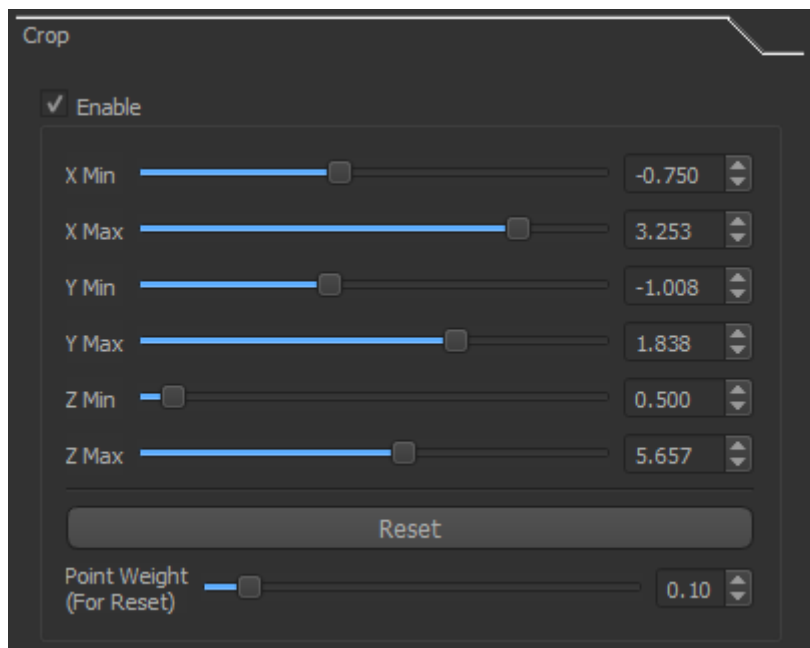 Crop
Enable
X Min -0.750
X Max 3.253
Y Min -1.008
Y Max 1.838
Z Min 0.500
Z Max 5.657
Reset
Point Weight
(For Reset) 0.10